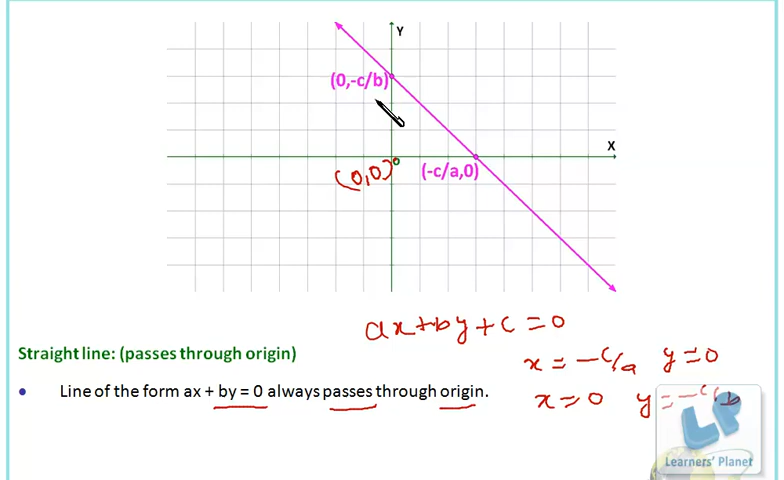 Y
(0,-c/b)
X
(0,0) o
(-c/a,0)
ax+by+c=0
Straight line: (passes through origin)
x = -c/a y=0
• Line of the form ax + by = 0 always passes through origin.
x = 0 y = -c/b
LP
Learners' Planet